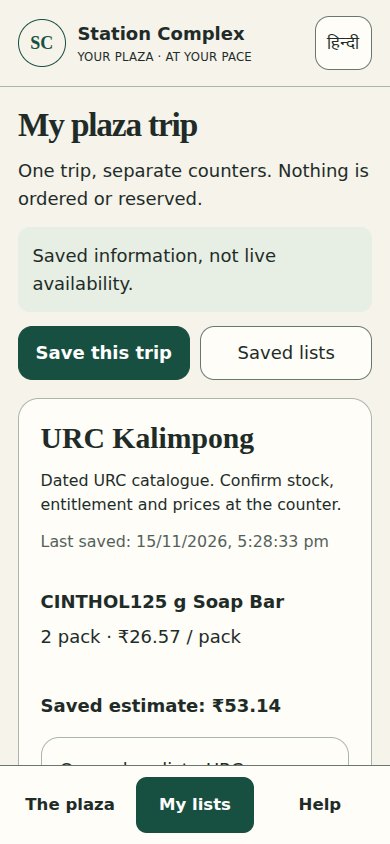 SC
Station Complex
YOUR PLAZA · AT YOUR PACE
हिन्दी
My plaza trip
One trip, separate counters. Nothing is
ordered or reserved.
Saved information, not live
availability.
Save this trip
Saved lists
URC Kalimpong
Dated URC catalogue. Confirm stock,
entitlement and prices at the counter.
Last saved: 15/11/2026, 5:28:33 pm
CINTHOL125 g Soap Bar
2 pack · ₹26.57 / pack
Saved estimate: ₹53.14
The plaza
My lists
Help